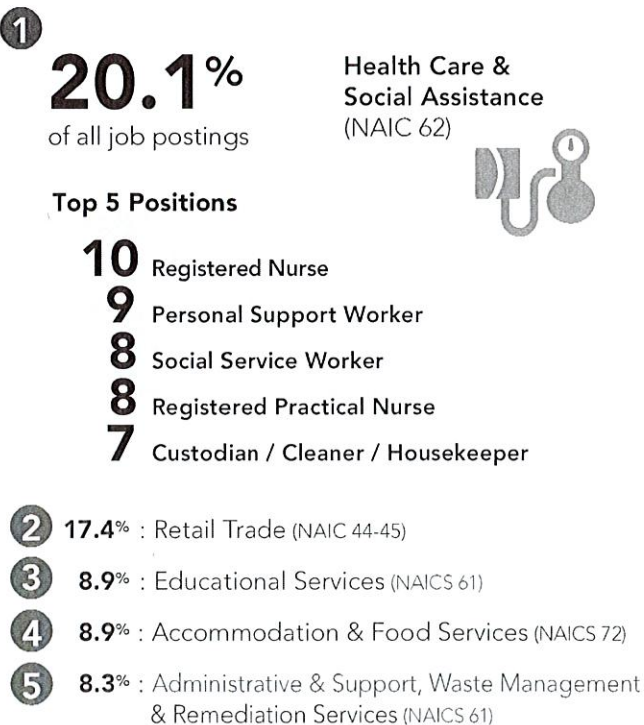 1
20.1%
of all job postings
Health Care &
Social Assistance
(NAIC 62)
Top 5 Positions
10 Registered Nurse
9 Personal Support Worker
8 Social Service Worker
8 Registered Practical Nurse
7 Custodian / Cleaner / Housekeeper
2 17.4% : Retail Trade (NAIC 44-45)
3 8.9% : Educational Services (NAICS 61)
4 8.9% : Accommodation & Food Services (NAICS 72)
5 8.3% : Administrative & Support, Waste Management
& Remediation Services (NAICS 61)